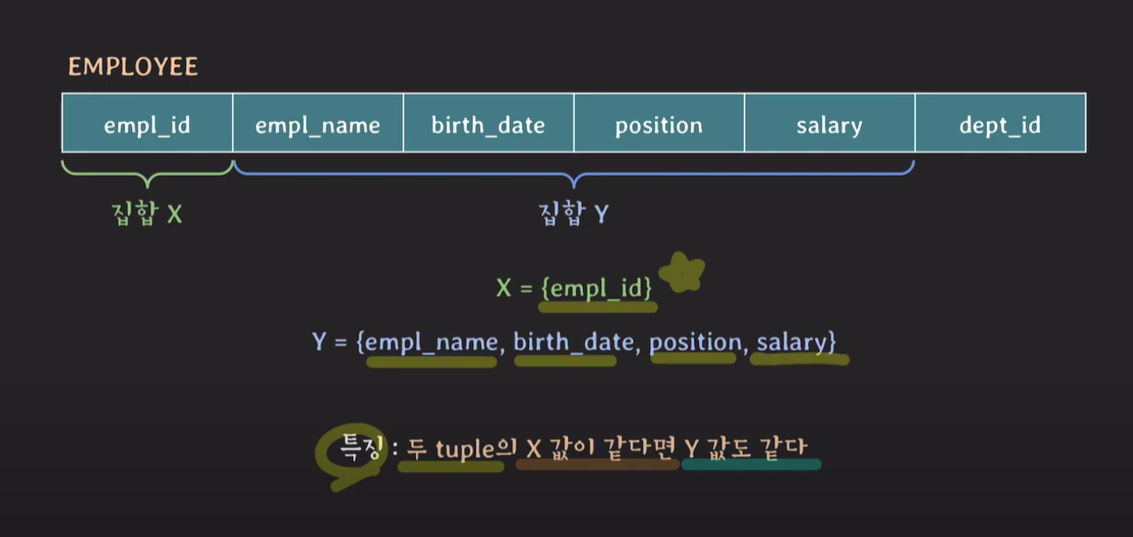 EMPLOYEE
empl_id empl_name birth_date position salary dept_id
집합 X 집합 Y
X = {empl_id}
Y = {empl_name, birth_date, position, salary}
특징 : 두 tuple의 X 값이 같다면 Y 값도 같다